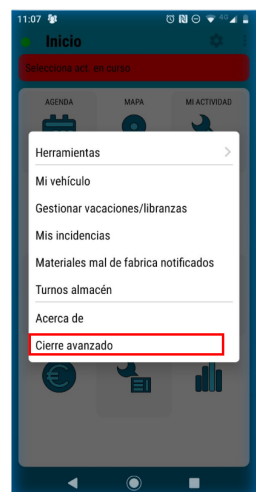 11:07
4G
Inicio
Selecciona act. en curso
AGENDA MAPA MI ACTIVIDAD
Herramientas
Mi vehículo
Gestionar vacaciones/libranzas
Mis incidencias
Materiales mal de fabrica notificados
Turnos almacén
Acerca de
Cierre avanzado